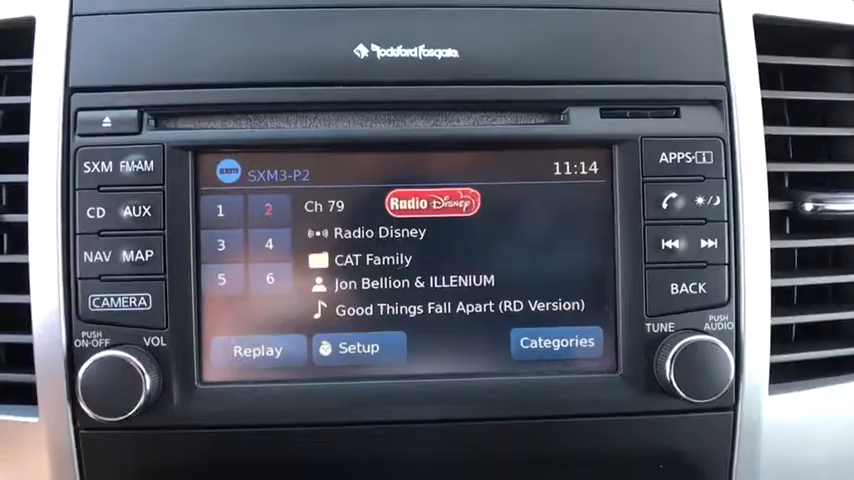 Rockford Fosgate
SXM FM·AM
CD AUX
NAV MAP
CAMERA
PUSH
ON·OFF
VOL
sxm
SXM3-P2
11:14
1 2
3 4
5 6
Ch 79
Radio Disney
Radio Disney
CAT Family
Jon Bellion & ILLENIUM
Good Things Fall Apart (RD Version)
Replay
Setup
Categories
APPS·i
BACK
TUNE
PUSH
AUDIO